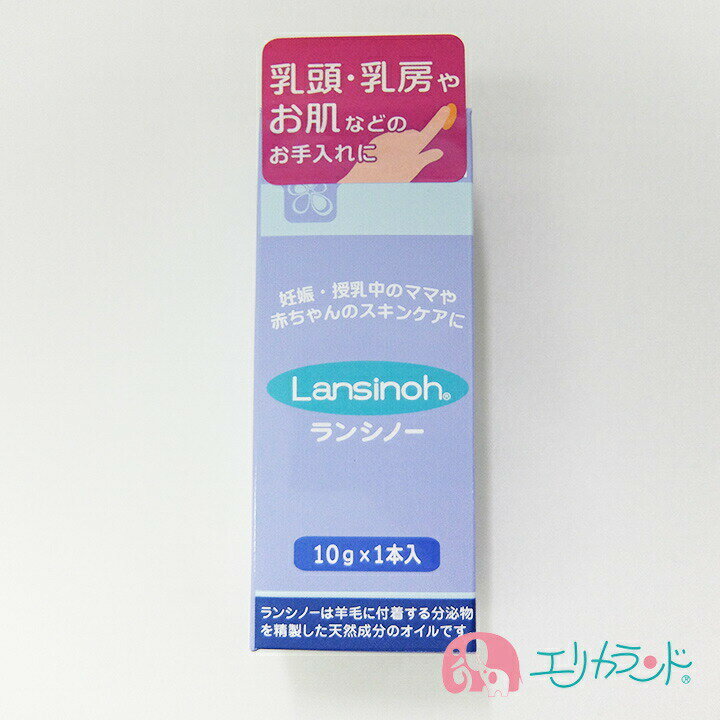 乳頭・乳房や
お肌などの
お手入れに
妊娠・授乳中のママや
赤ちゃんのスキンケアに
Lansinoh®
ランシノー
10g×1本入
ランシノーは羊毛に付着する分泌物
を精製した天然成分のオイルです
エリカランド®